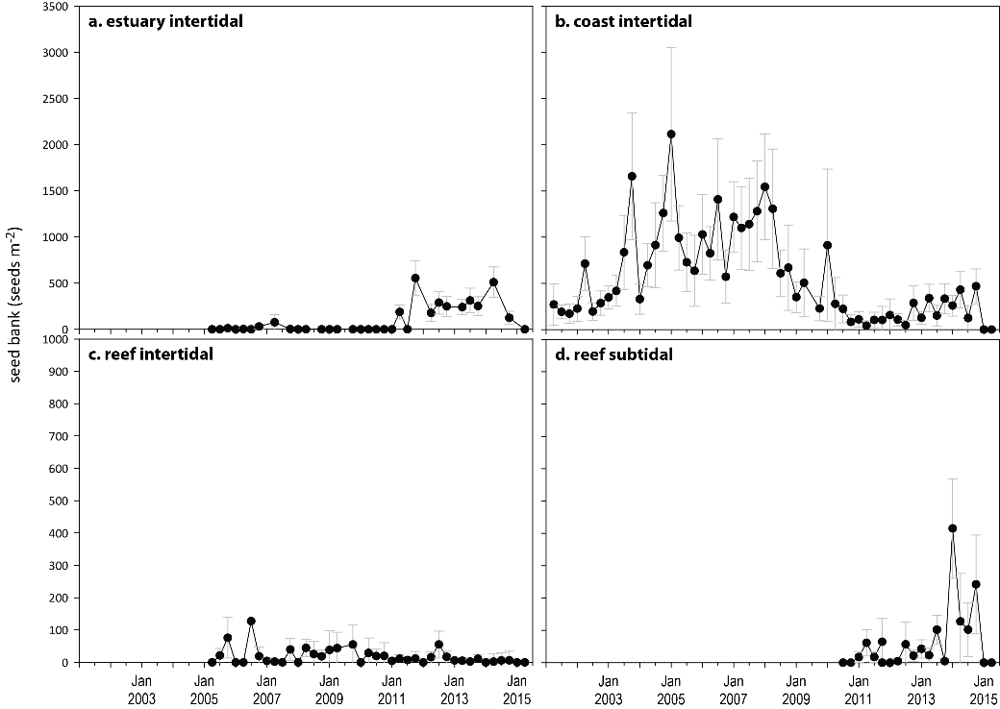 a. estuary intertidal
b. coast intertidal
3500
3000
2500
2000
1500
1000
500
0
seed bank (seeds m⁻²)
c. reef intertidal
d. reef subtidal
1000
900
800
700
600
500
400
300
200
100
0
Jan Jan Jan Jan Jan Jan Jan
2003 2005 2007 2009 2011 2013 2015
Jan Jan Jan Jan Jan Jan Jan
2003 2005 2007 2009 2011 2013 2015